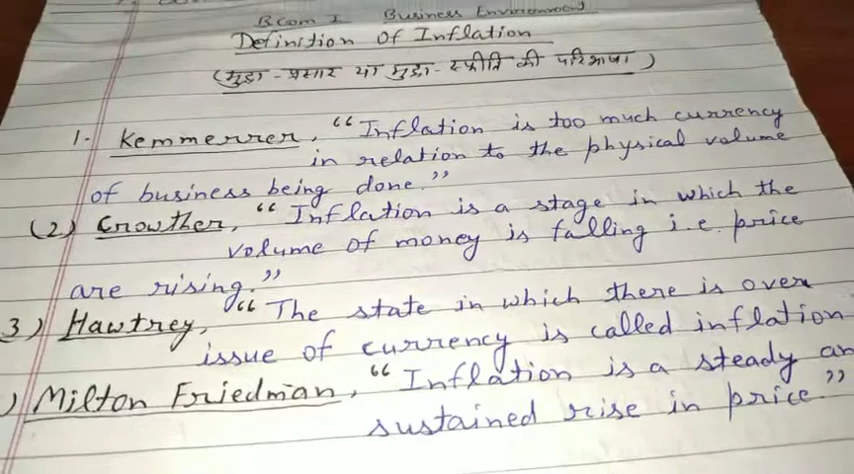 B.Com I Business Environment
Definition Of Inflation
(मुद्रा - प्रसार या मुद्रा - स्फीति की परिभाषा)
1. Kemmerrer, “Inflation is too much currency
in relation to the physical volume
of business being done.”
(2) Crowther, “Inflation is a stage in which the
volume of money is falling i.e. price
are rising.”
3) Hawtrey, “The state in which there is over
issue of currency is called inflation
) Milton Friedman, “Inflation is a steady an
sustained rise in price.”